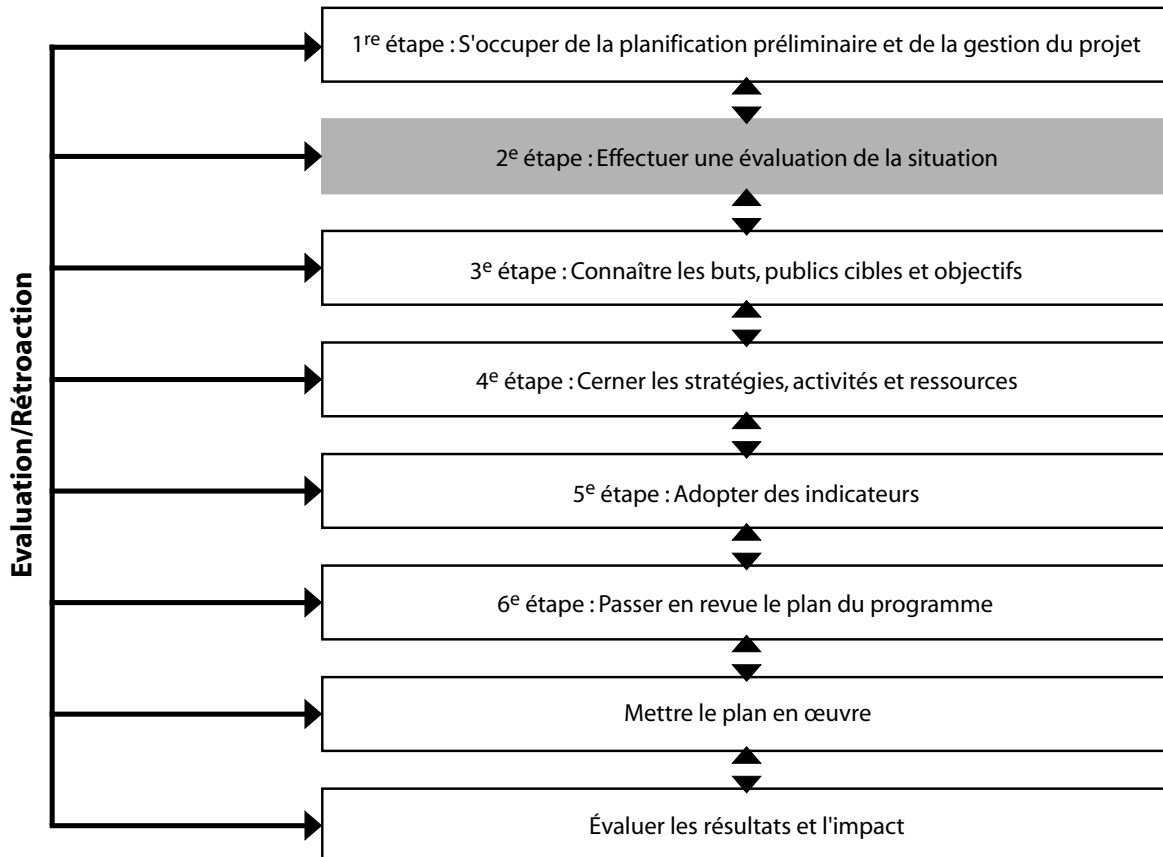 1re étape : S'occuper de la planification préliminaire et de la gestion du projet
2e étape : Effectuer une évaluation de la situation
3e étape : Connaître les buts, publics cibles et objectifs
4e étape : Cerner les stratégies, activités et ressources
5e étape : Adopter des indicateurs
6e étape : Passer en revue le plan du programme
Mettre le plan en œuvre
Évaluer les résultats et l'impact
Evaluation/Rétroaction